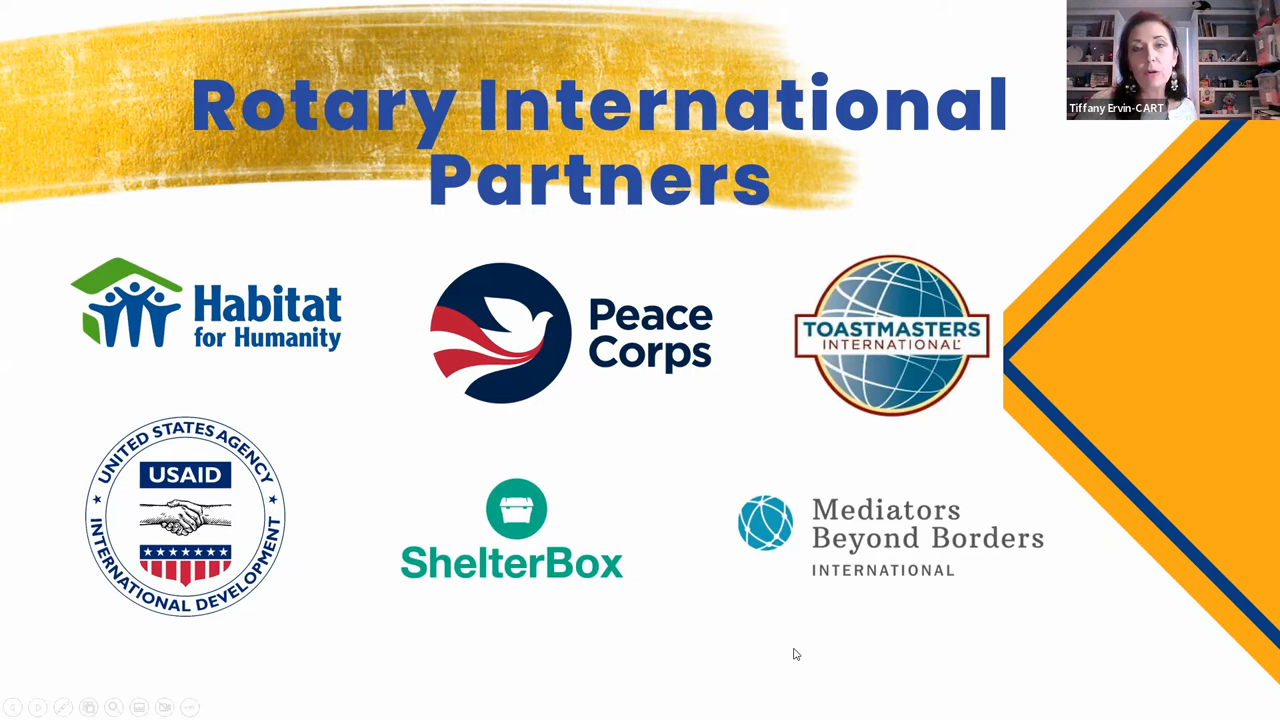 Rotary International
Partners
Tiffany Ervin-CART
Habitat
for Humanity
Peace
Corps
TOASTMASTERS
INTERNATIONAL
UNITED STATES AGENCY
USAID
INTERNATIONAL DEVELOPMENT
ShelterBox
Mediators
Beyond Borders
INTERNATIONAL